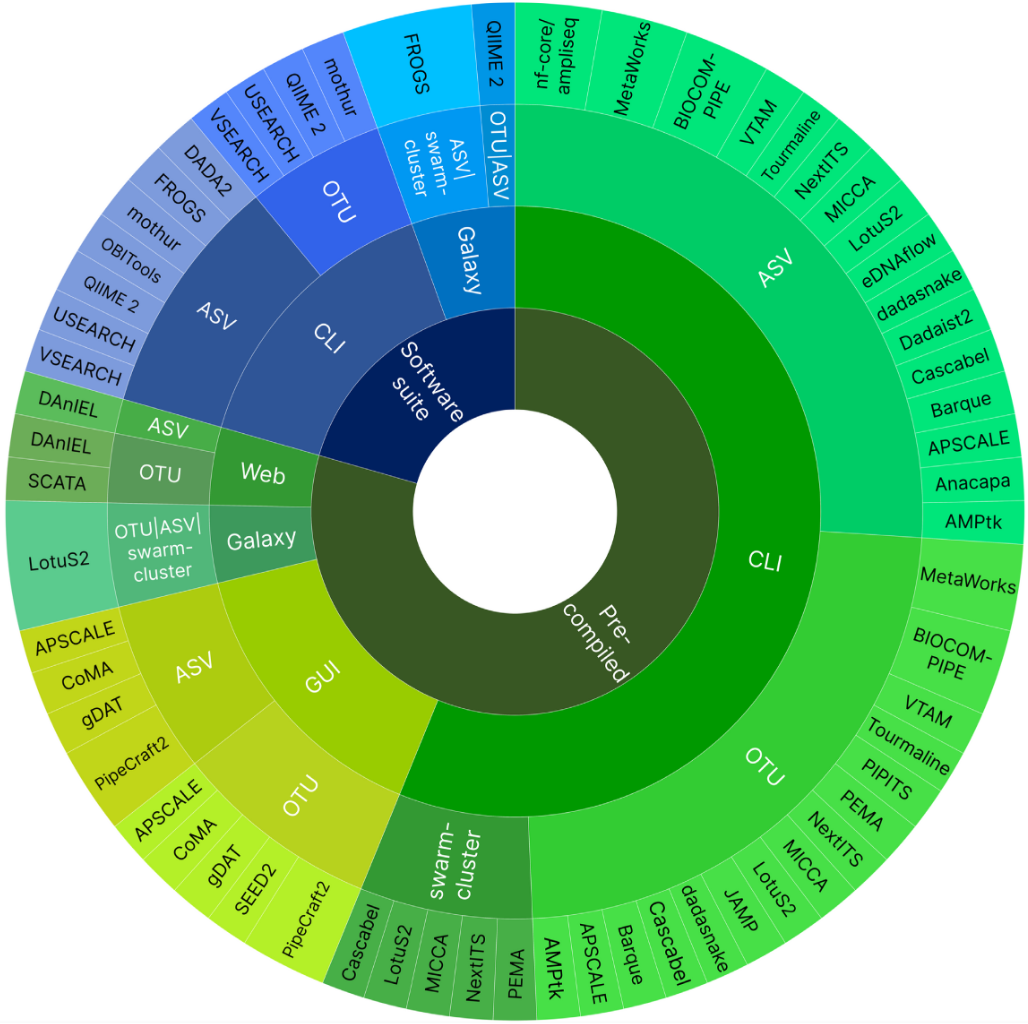 Software
suite
Pre-
compiled
CLI
Galaxy
Web
Galaxy
GUI
CLI
ASV
OTU
swarm-
cluster
ASV
OTU
OTU|ASV|
swarm-
cluster
OTU
ASV
ASV
OTU
ASV|
swarm-
cluster
OTU|ASV
nf-core/
ampliseq
MetaWorks
BIOCOM-
PIPE
VTAM
Tourmaline
NextITS
MICCA
LotuS2
eDNAflow
dadasnake
Dadaist2
Cascabel
Barque
APSCALE
Anacapa
AMPtk
MetaWorks
BIOCOM-
PIPE
VTAM
Tourmaline
PIPITS
PEMA
NextITS
MICCA
LotuS2
JAMP
dadasnake
Cascabel
Barque
APSCALE
AMPtk
PEMA
NextITS
MICCA
LotuS2
Cascabel
PipeCraft2
SEED2
gDAT
CoMA
APSCALE
PipeCraft2
gDAT
CoMA
APSCALE
LotuS2
SCATA
DAnIEL
DAnIEL
VSEARCH
USEARCH
QIIME 2
OBITools
mothur
FROGS
DADA2
VSEARCH
USEARCH
QIIME 2
mothur
FROGS
QIIME 2